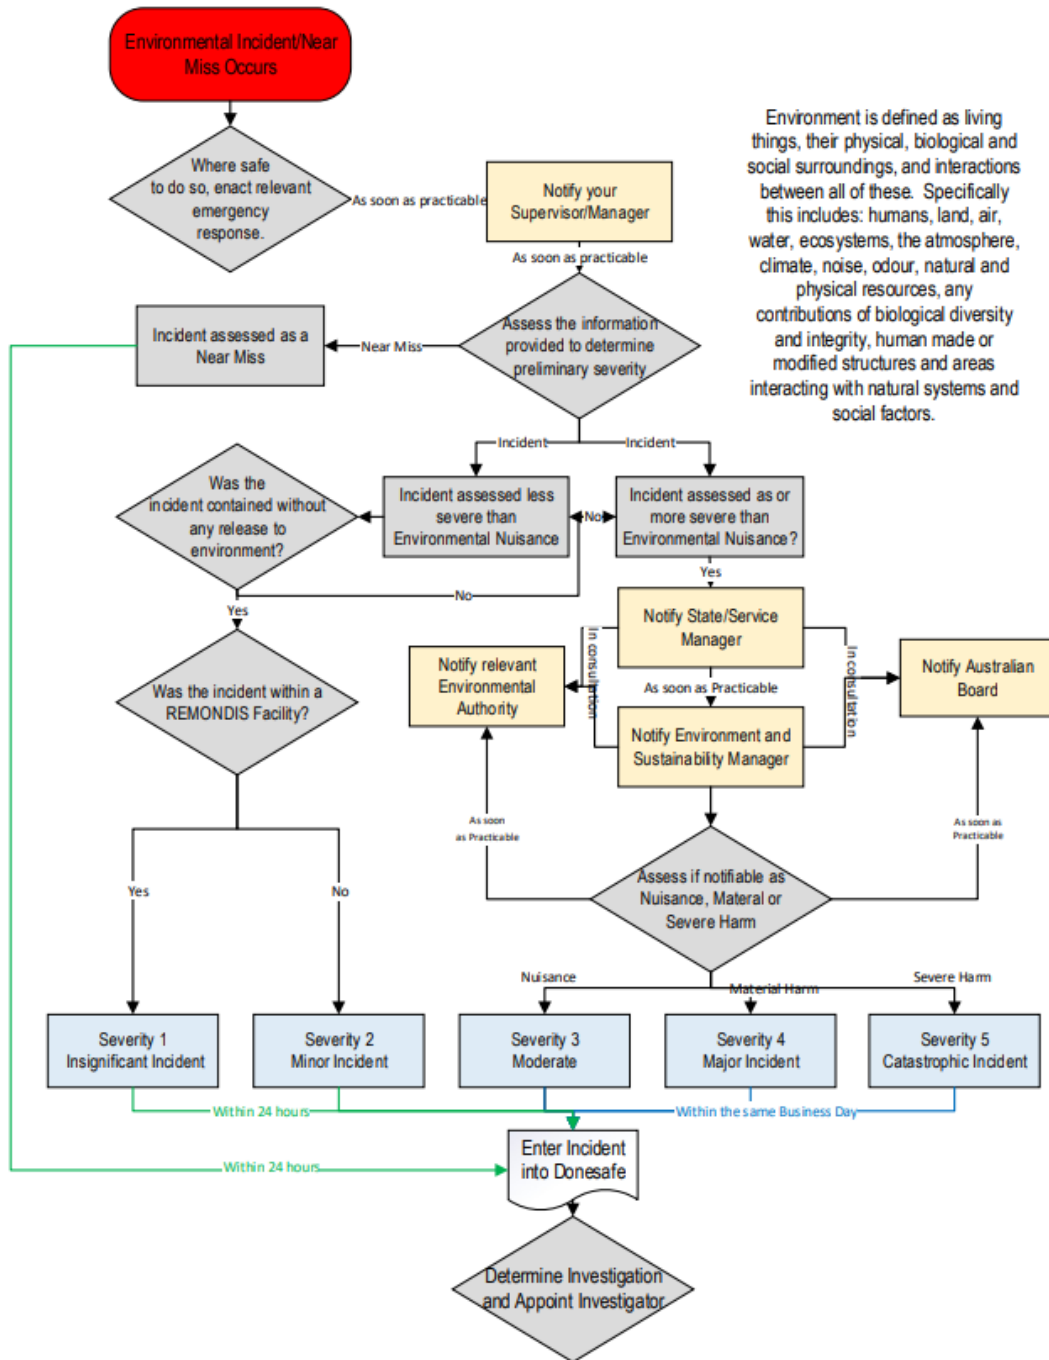 Environmental Incident/Near
Miss Occurs
Where safe
to do so, enact relevant
emergency
response.
As soon as practicable
Notify your
Supervisor/Manager
Environment is defined as living
things, their physical, biological and
social surroundings, and interactions
between all of these. Specifically
this includes: humans, land, air,
water, ecosystems, the atmosphere,
climate, noise, odour, natural and
physical resources, any
contributions of biological diversity
and integrity, human made or
modified structures and areas
interacting with natural systems and
social factors.
As soon as practicable
Incident assessed as a
Near Miss
Near Miss
Assess the information
provided to determine
preliminary severity
Incident
Incident
Was the
incident contained without
any release to
environment?
Incident assessed less
severe than
Environmental Nuisance
No
Incident assessed as or
more severe than
Environmental Nuisance?
Yes
No
Yes
Notify State/Service
Manager
In consultation
In consultation
Was the incident within a
REMONDIS Facility?
Notify relevant
Environmental
Authority
As soon as Practicable
Notify Australian
Board
Notify Environment and
Sustainability Manager
As soon
as Practicable
As soon as
Practicable
Yes
No
Assess if notifiable as
Nuisance, Materal or
Severe Harm
Nuisance
Material Harm
Severe Harm
Severity 1
Insignificant Incident
Severity 2
Minor Incident
Severity 3
Moderate
Severity 4
Major Incident
Severity 5
Catastrophic Incident
Within 24 hours
Within the same Business Day
Within 24 hours
Enter Incident
into Donesafe
Determine Investigation
and Appoint Investigator